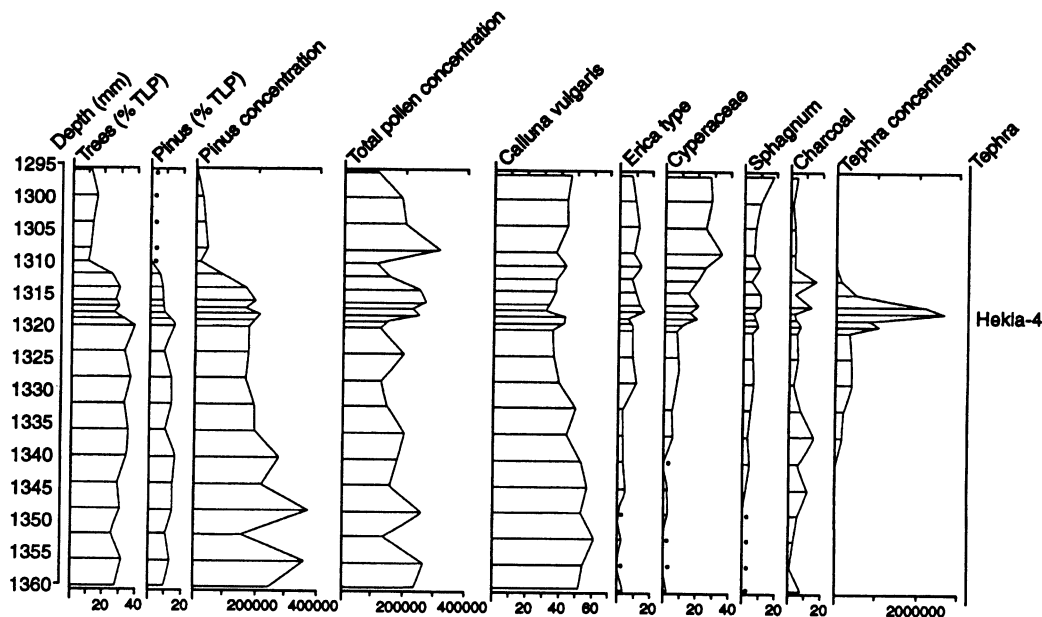 Depth (mm)
Trees (% TLP)
Pinus (% TLP)
Pinus concentration
Total pollen concentration
Calluna vulgaris
Erica type
Cyperaceae
Sphagnum
Charcoal
Tephra concentration
Tephra
1295
1300
1305
1310
1315
1320
1325
1330
1335
1340
1345
1350
1355
1360
Hekla-4
20 40
20
200000 400000
200000 400000
20 40 60
20
20 40
20
20
2000000